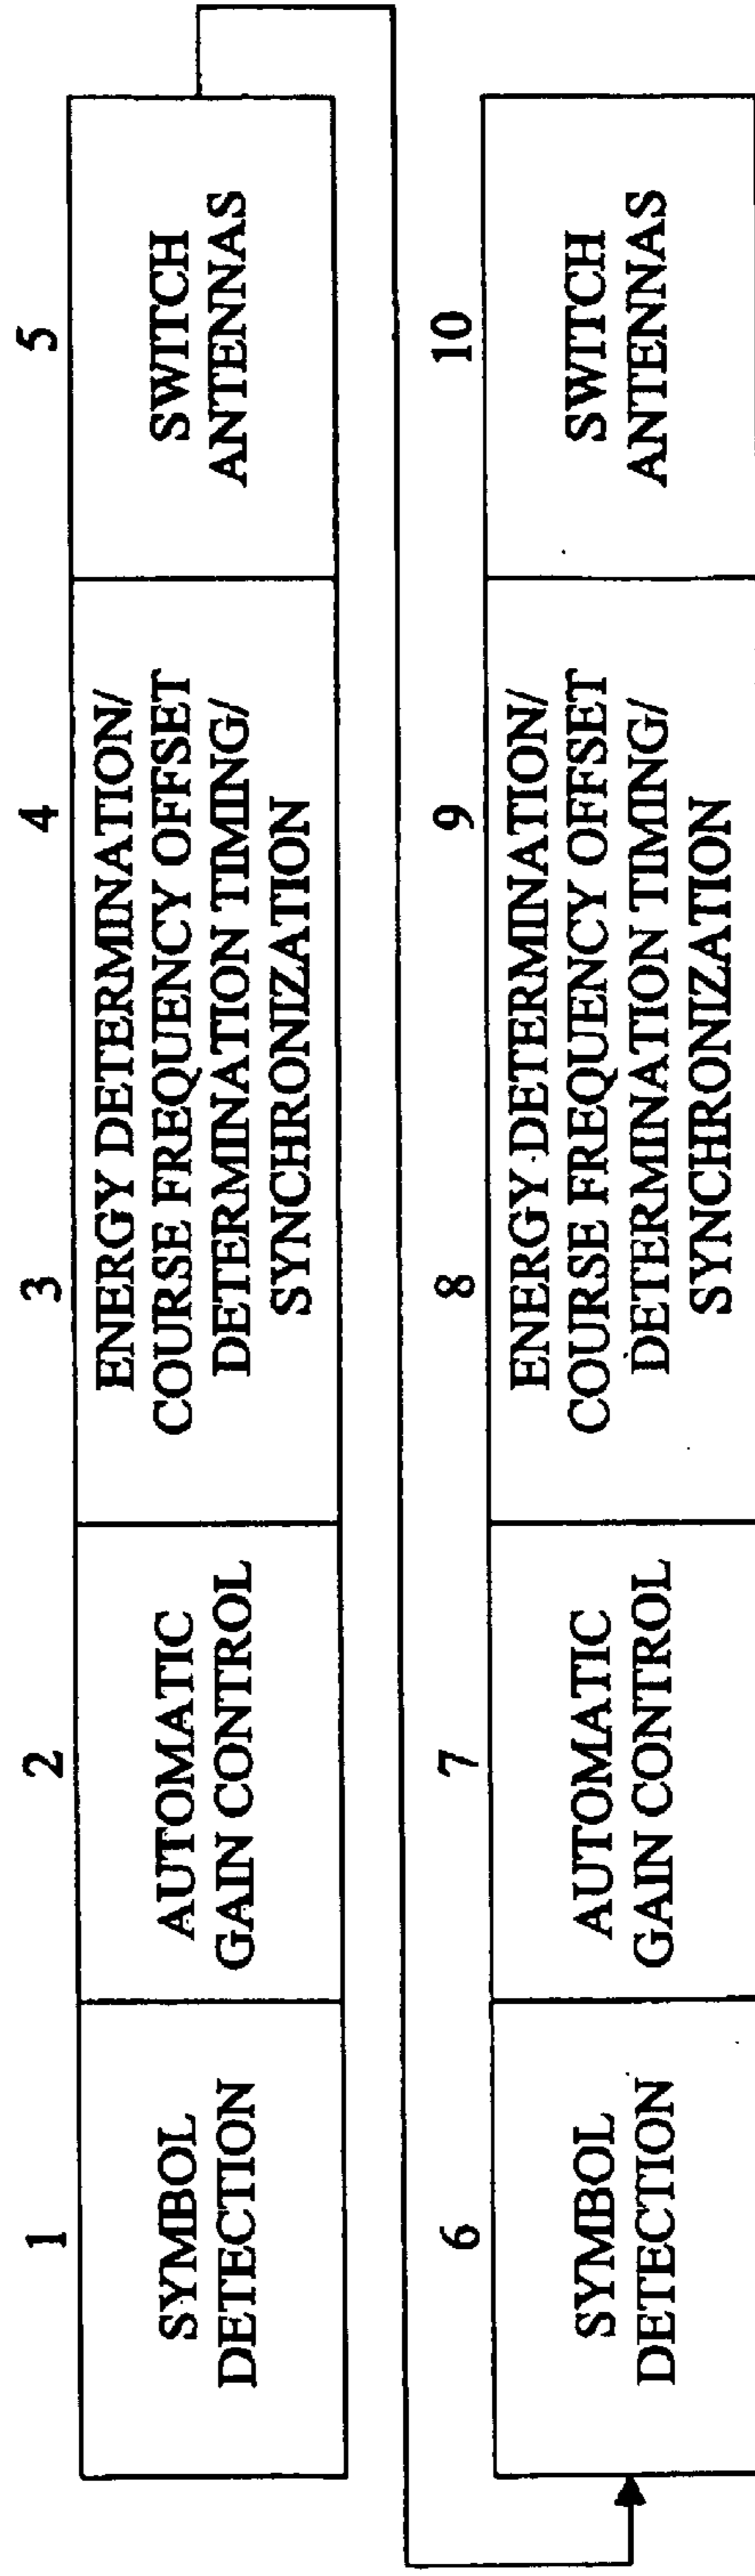 1
2
3
4
5
SYMBOL
DETECTION
AUTOMATIC
GAIN CONTROL
ENERGY DETERMINATION/
COURSE FREQUENCY OFFSET
DETERMINATION TIMING/
SYNCHRONIZATION
SWITCH
ANTENNAS
6
7
8
9
10
SYMBOL
DETECTION
AUTOMATIC
GAIN CONTROL
ENERGY DETERMINATION/
COURSE FREQUENCY OFFSET
DETERMINATION TIMING/
SYNCHRONIZATION
SWITCH
ANTENNAS